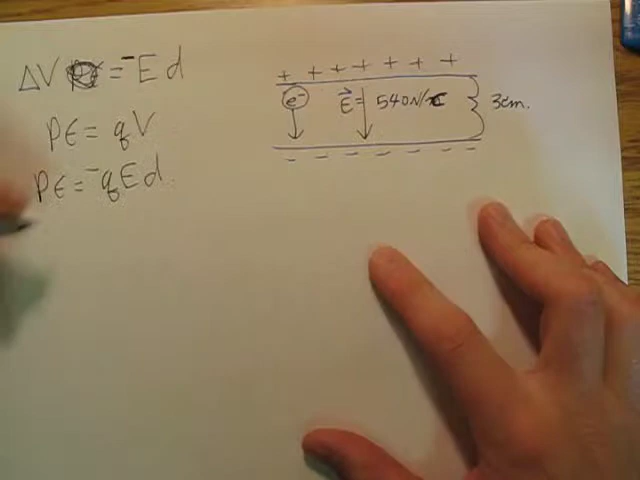 ΔV = -Ed
PE = qV
PE = -qEd.
+ + + + + + +
e⁻ E⃗ = 540N/C 3cm.
- - - - - - -